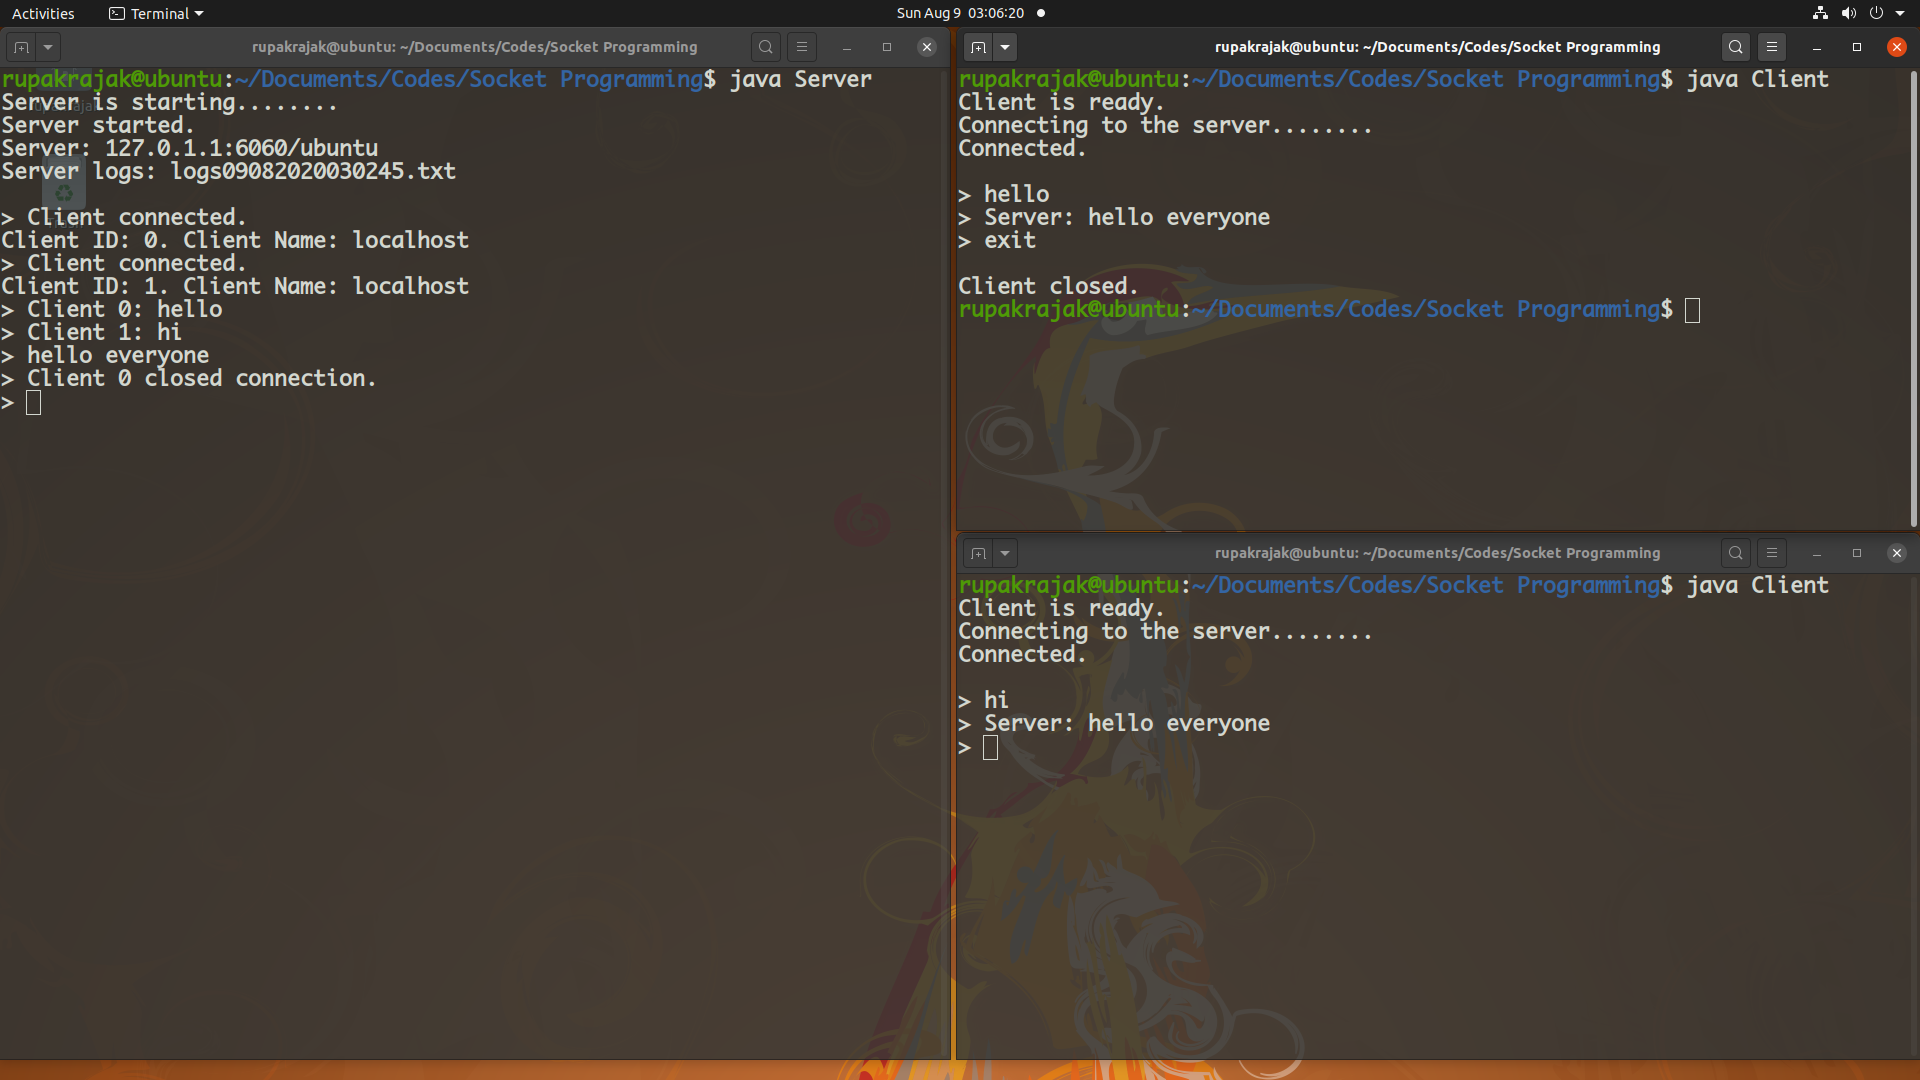 Activities
Terminal
Sun Aug 9 03:06:20
rupakrajak@ubuntu: ~/Documents/Codes/Socket Programming
rupakrajak@ubuntu:~/Documents/Codes/Socket Programming$ java Server
Server is starting........
Server started.
Server: 127.0.1.1:6060/ubuntu
Server logs: logs09082020030245.txt
> Client connected.
Client ID: 0. Client Name: localhost
> Client connected.
Client ID: 1. Client Name: localhost
> Client 0: hello
> Client 1: hi
> hello everyone
> Client 0 closed connection.
>
rupakrajak@ubuntu: ~/Documents/Codes/Socket Programming
rupakrajak@ubuntu:~/Documents/Codes/Socket Programming$ java Client
Client is ready.
Connecting to the server........
Connected.
> hello
> Server: hello everyone
> exit
Client closed.
rupakrajak@ubuntu:~/Documents/Codes/Socket Programming$
rupakrajak@ubuntu: ~/Documents/Codes/Socket Programming
rupakrajak@ubuntu:~/Documents/Codes/Socket Programming$ java Client
Client is ready.
Connecting to the server........
Connected.
> hi
> Server: hello everyone
>